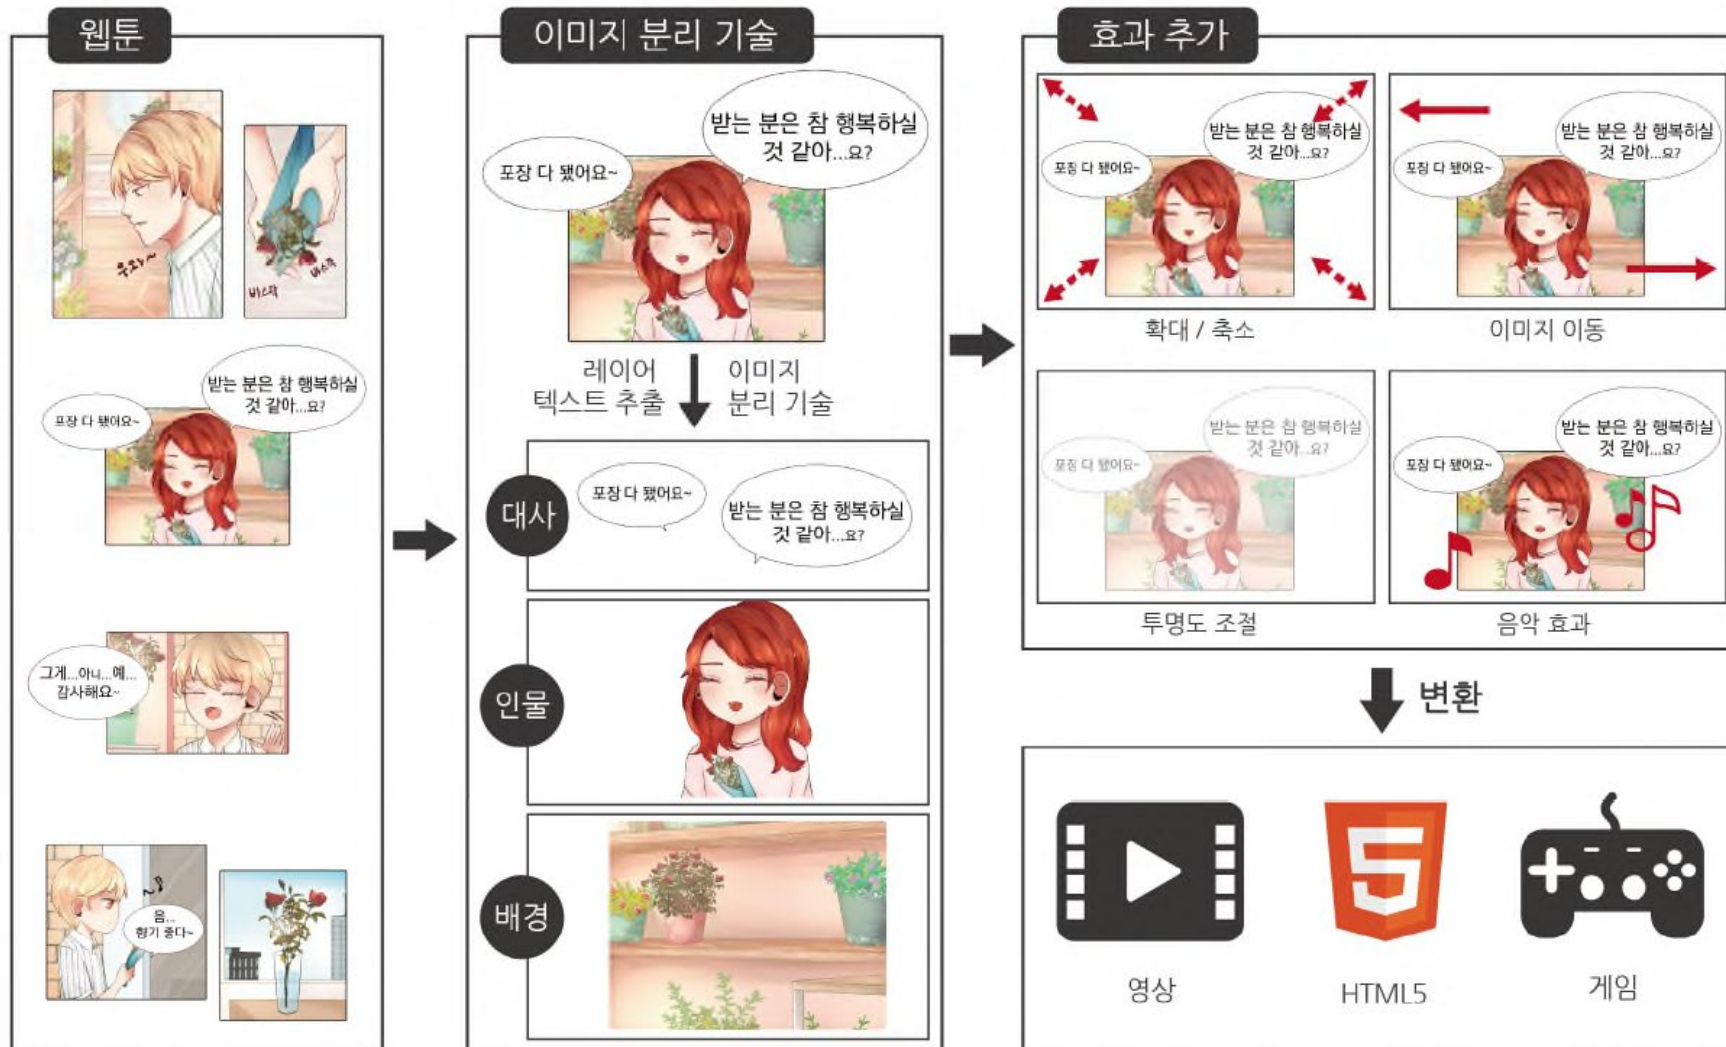 웹툰
우와~
바스락
바스락
받는 분은 참 행복하실
것 같아...요?
포장 다 됐어요~
그게...아니...예...
감사해요~
음...
향기 좋다~
이미지 분리 기술
받는 분은 참 행복하실
것 같아...요?
포장 다 됐어요~
레이어
텍스트 추출
이미지
분리 기술
대사
포장 다 됐어요~
받는 분은 참 행복하실
것 같아...요?
인물
배경
효과 추가
받는 분은 참 행복하실
것 같아...요?
포장 다 됐어요~
확대 / 축소
받는 분은 참 행복하실
것 같아...요?
포장 다 됐어요~
이미지 이동
받는 분은 참 행복하실
것 같아...요?
포장 다 됐어요~
투명도 조절
받는 분은 참 행복하실
것 같아...요?
포장 다 됐어요~
음악 효과
변환
영상
HTML5
게임